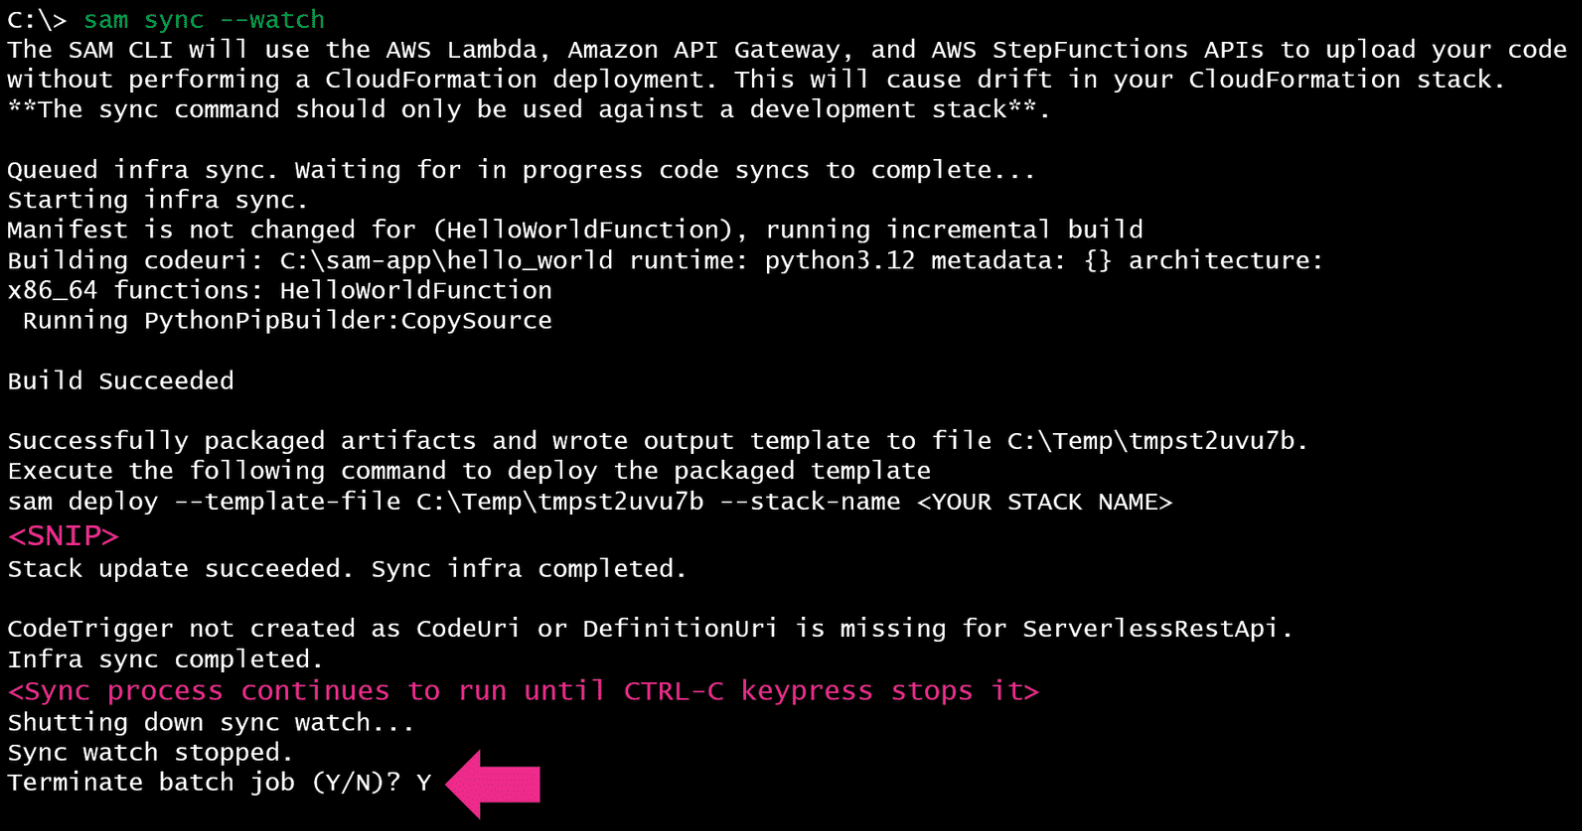 C:\> sam sync --watch
The SAM CLI will use the AWS Lambda, Amazon API Gateway, and AWS StepFunctions APIs to upload your code
without performing a CloudFormation deployment. This will cause drift in your CloudFormation stack.
**The sync command should only be used against a development stack**.
Queued infra sync. Waiting for in progress code syncs to complete...
Starting infra sync.
Manifest is not changed for (HelloWorldFunction), running incremental build
Building codeuri: C:\sam-app\hello_world runtime: python3.12 metadata: {} architecture:
x86_64 functions: HelloWorldFunction
 Running PythonPipBuilder:CopySource
Build Succeeded
Successfully packaged artifacts and wrote output template to file C:\Temp\tmpst2uvu7b.
Execute the following command to deploy the packaged template
sam deploy --template-file C:\Temp\tmpst2uvu7b --stack-name <YOUR STACK NAME>
<SNIP>
Stack update succeeded. Sync infra completed.
CodeTrigger not created as CodeUri or DefinitionUri is missing for ServerlessRestApi.
Infra sync completed.
<Sync process continues to run until CTRL-C keypress stops it>
Shutting down sync watch...
Sync watch stopped.
Terminate batch job (Y/N)? Y